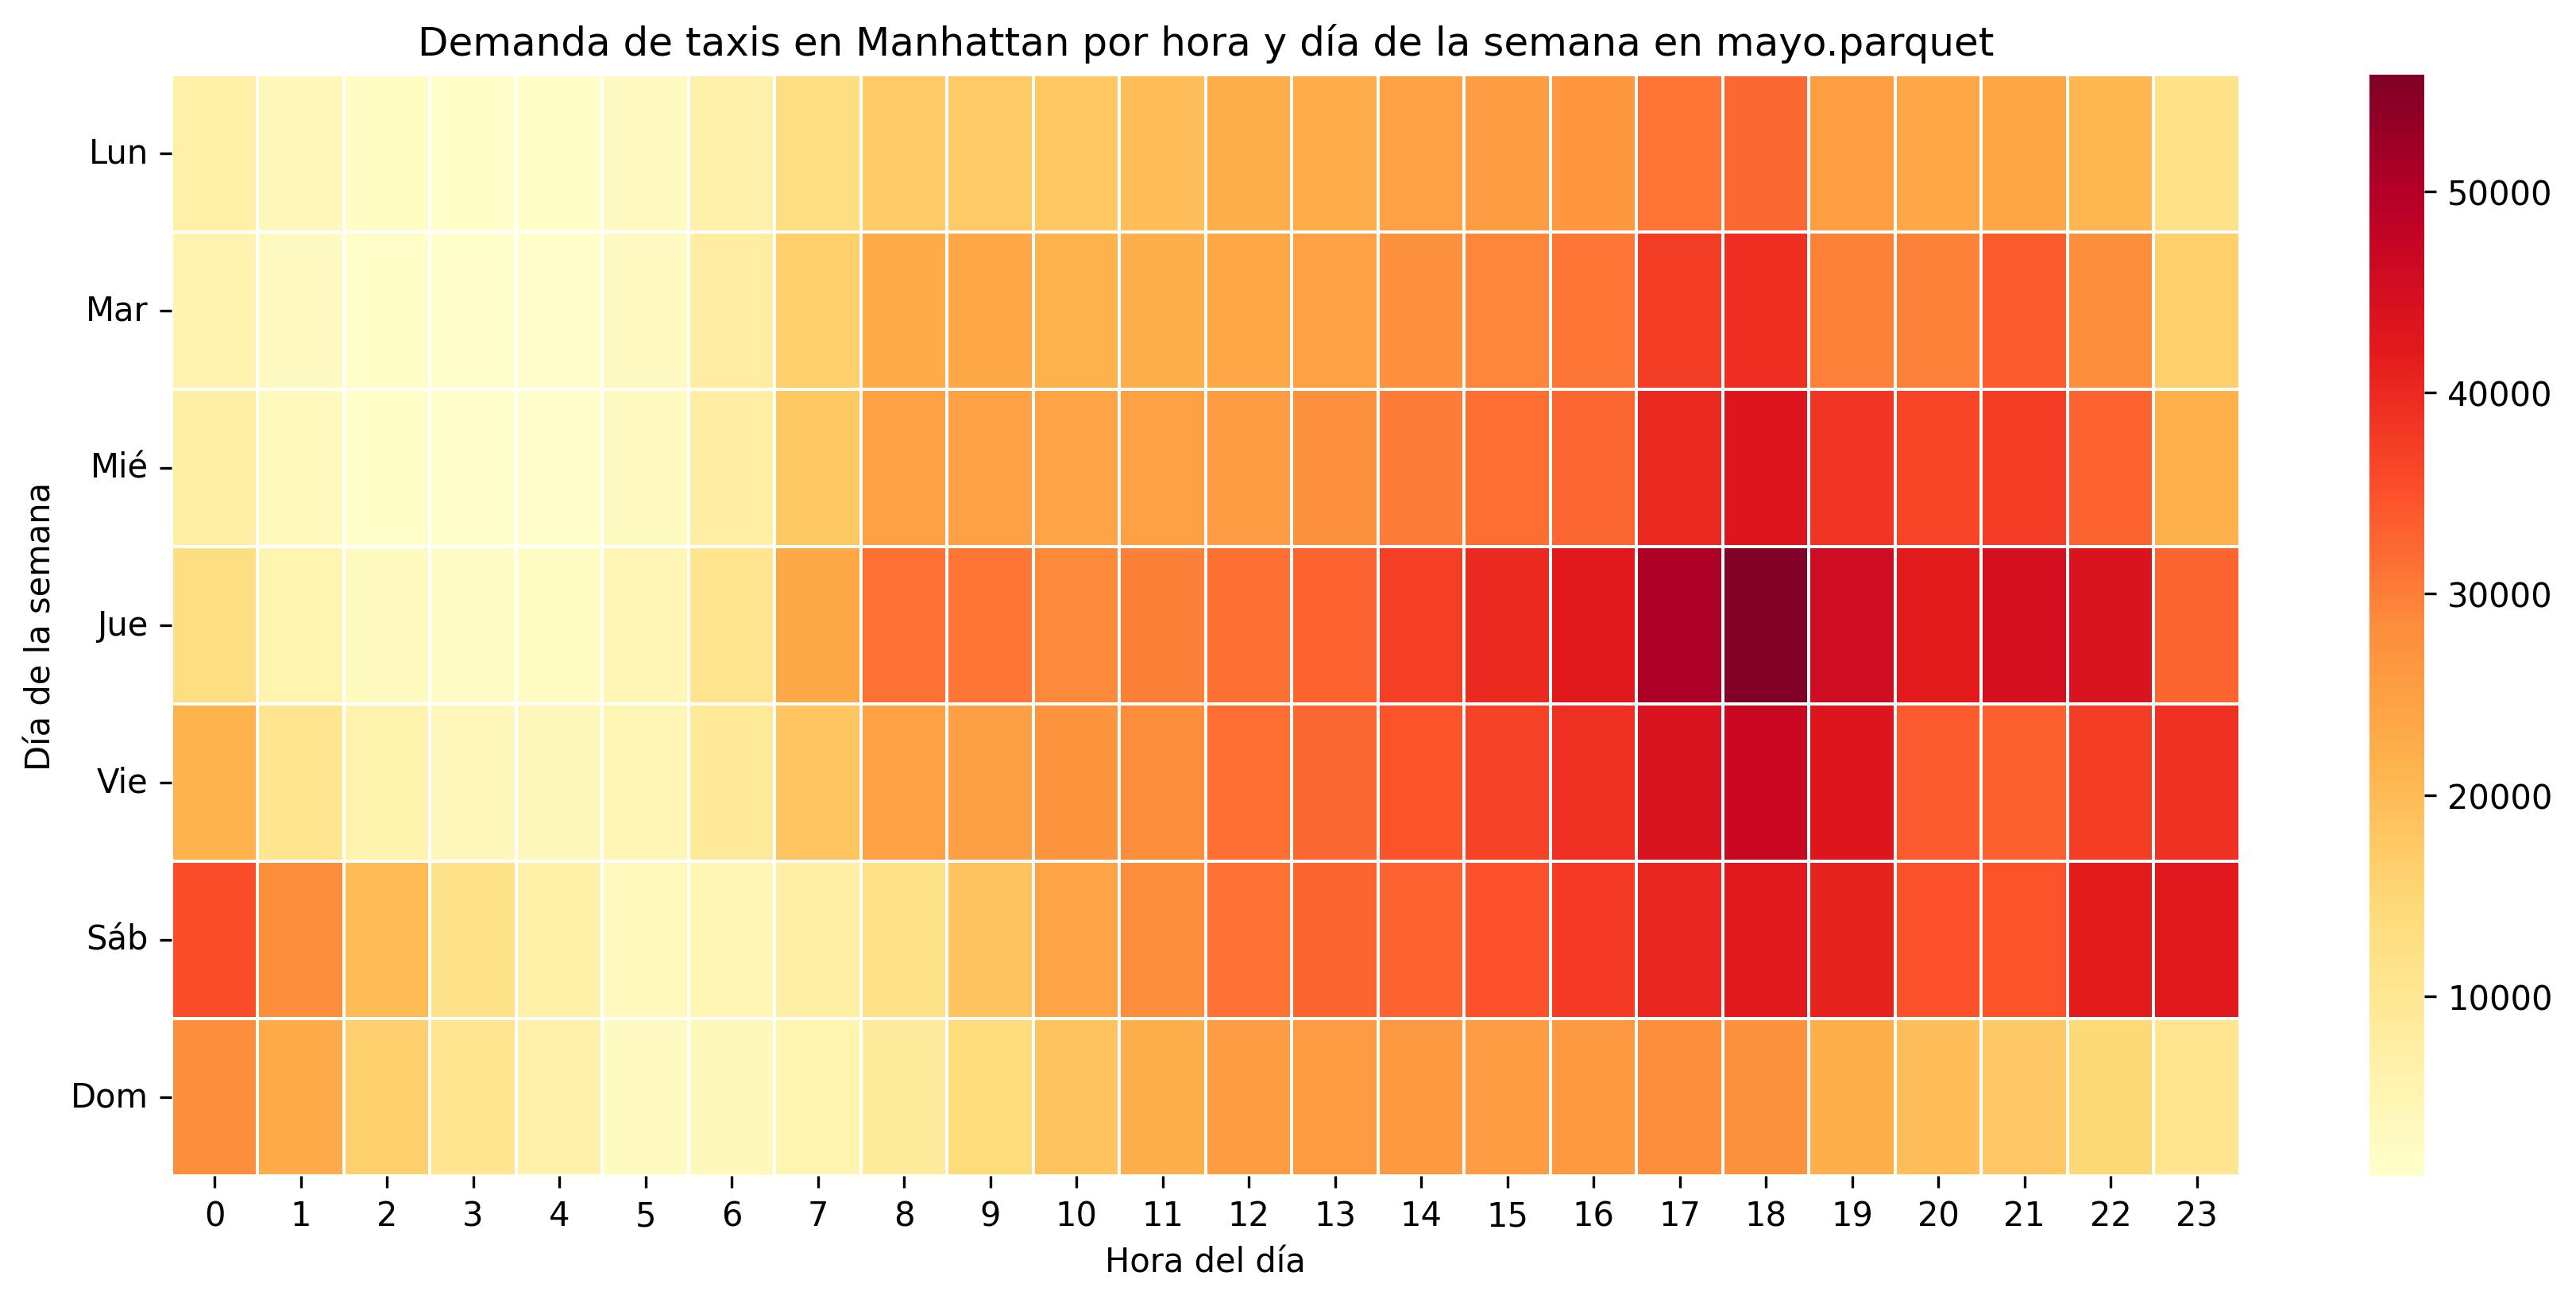 Demanda de taxis en Manhattan por hora y día de la semana en mayo.parquet
Día de la semana
Lun
Mar
Mié
Jue
Vie
Sáb
Dom
0 1 2 3 4 5 6 7 8 9 10 11 12 13 14 15 16 17 18 19 20 21 22 23
Hora del día
50000
40000
30000
20000
10000